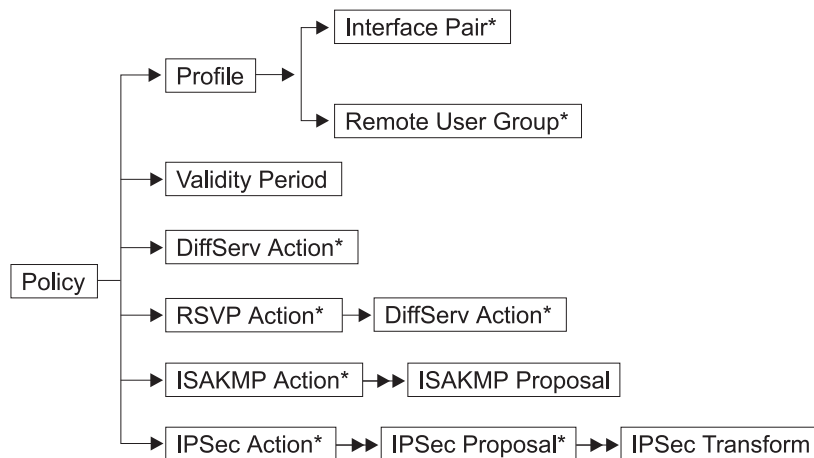 Interface Pair*
Profile
Remote User Group*
Validity Period
DiffServ Action*
Policy
RSVP Action*
DiffServ Action*
ISAKMP Action*
ISAKMP Proposal
IPSec Action*
IPSec Proposal*
IPSec Transform